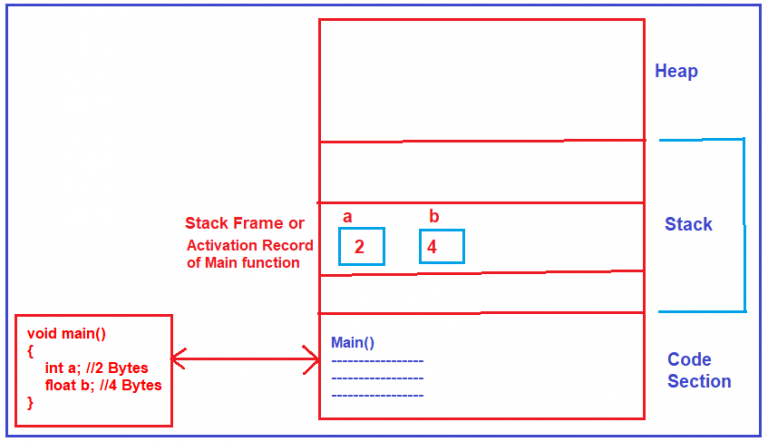 Heap
Stack Frame or
Activation Record
of Main function
a
b
2
4
Stack
void main()
{
int a; //2 Bytes
float b; //4 Bytes
}
Main()
------------------
------------------
------------------
Code
Section